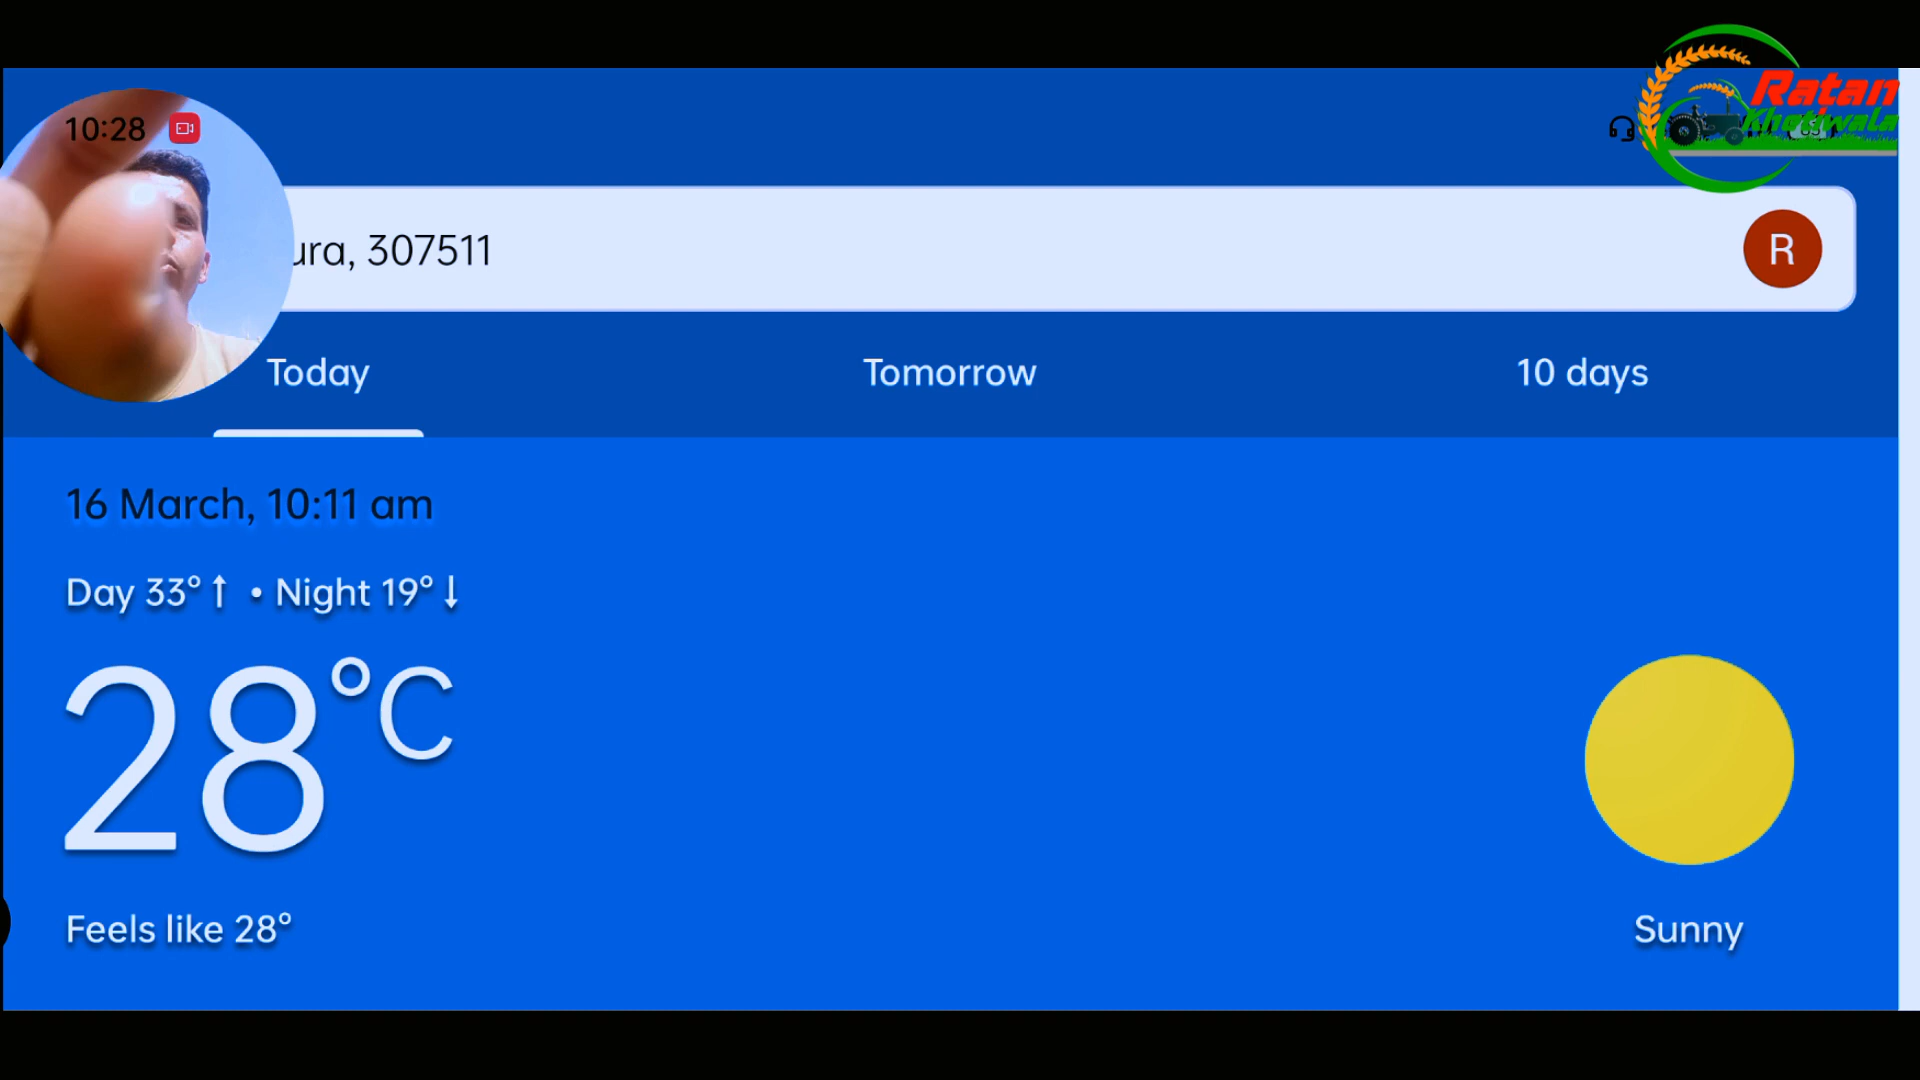 10:28
Ratan
Khotiwala
ura, 307511
R
Today
Tomorrow
10 days
16 March, 10:11 am
Day 33°↑ • Night 19°↓
28°C
Feels like 28°
Sunny